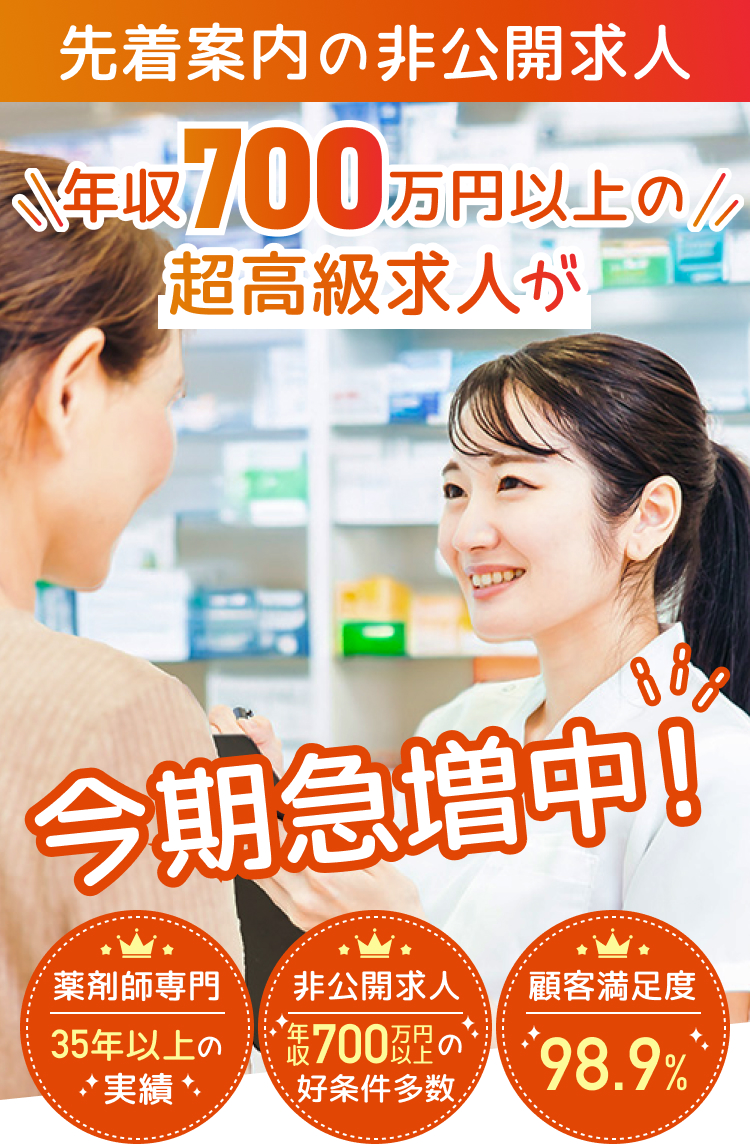 先着案内の非公開求人
年収700万円以上の
超高級求人が
今期急増中!
薬剤師専門
35年以上の
実績
非公開求人
年収700万円以上の
好条件多数
顧客満足度
98.9%